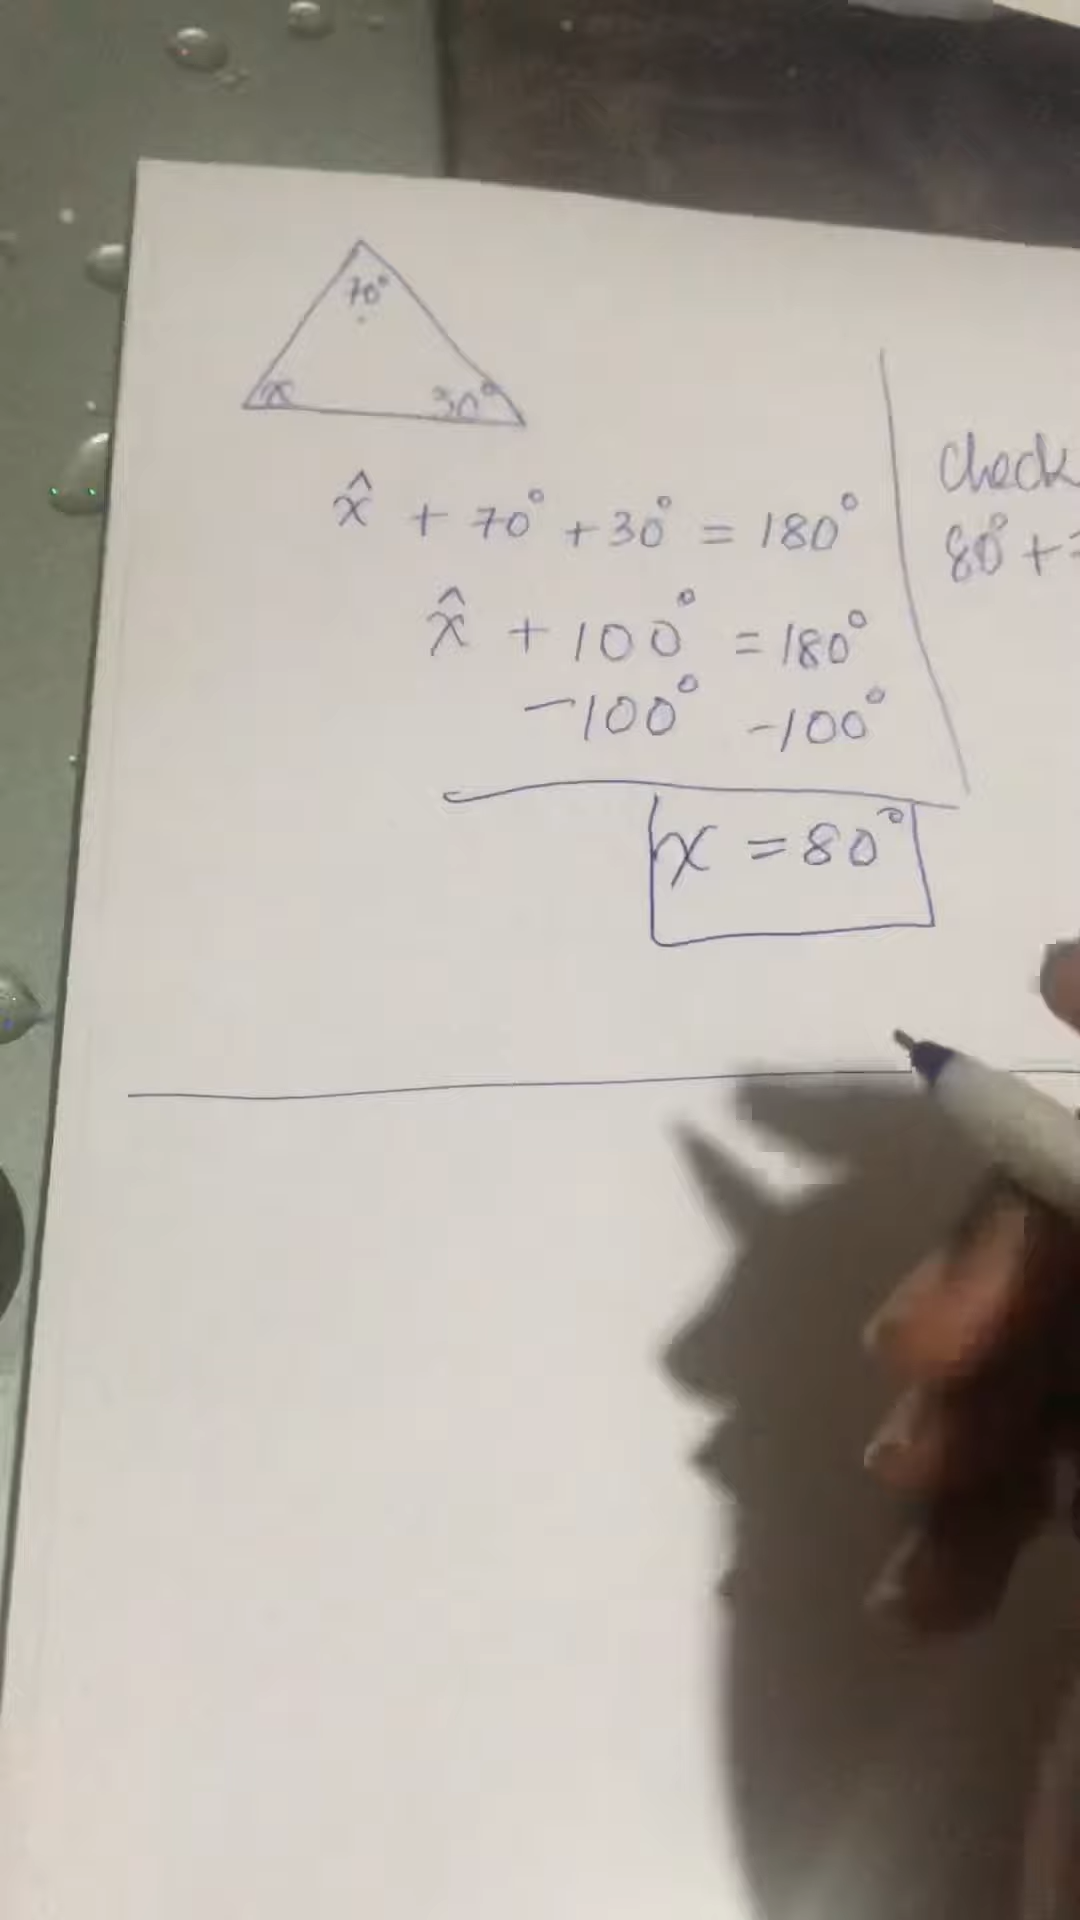 70°
x 30°
x̂ + 70° + 30° = 180°
x̂ + 100° = 180°
-100° -100°
x = 80°
Check
80° +